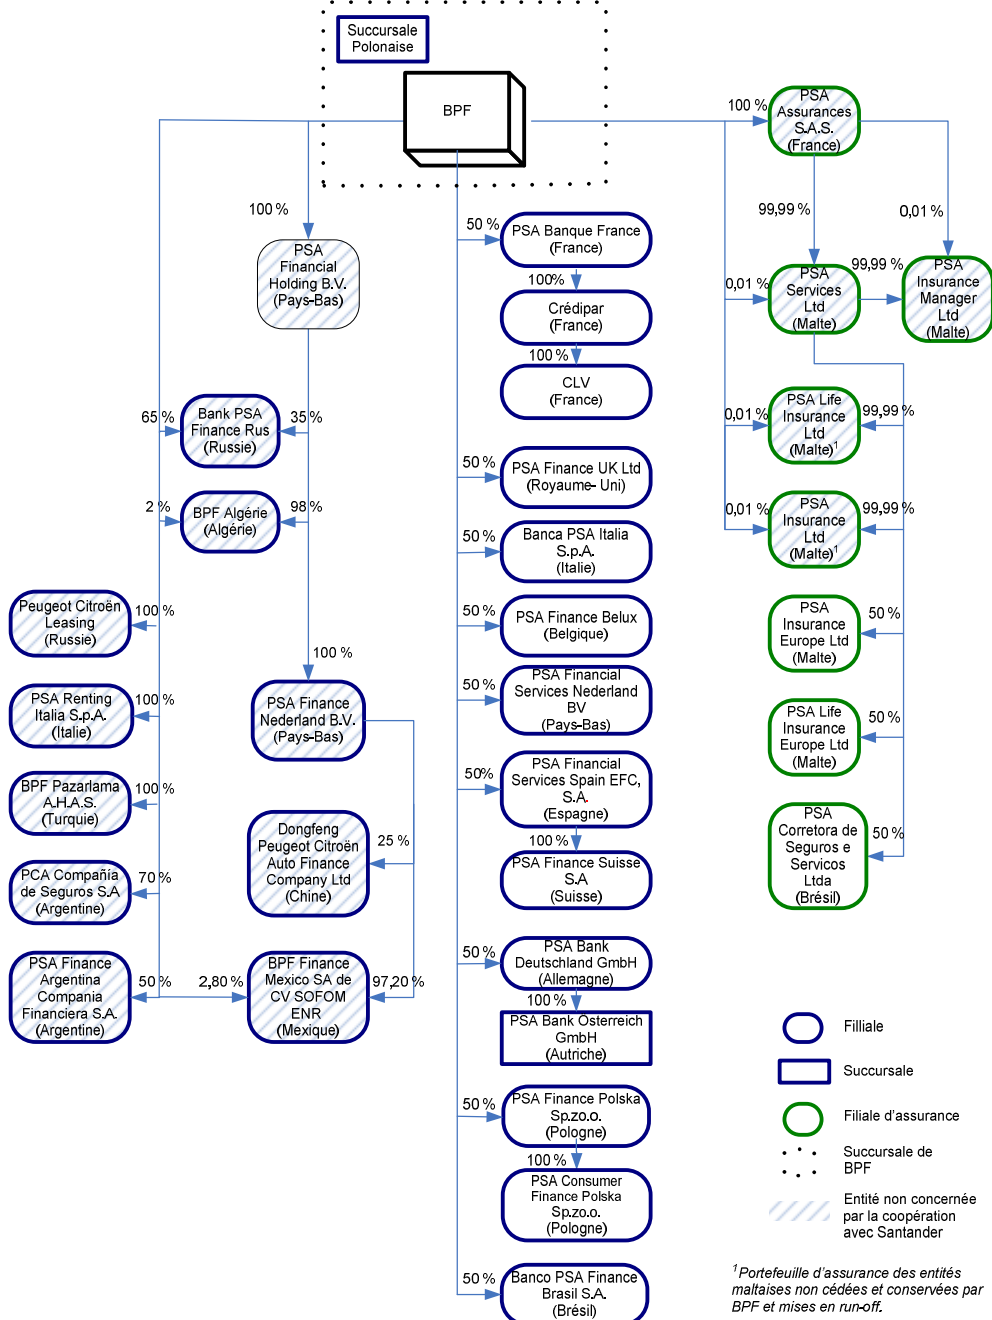 Succursale
Polonaise
BPF
100 %
PSA
Financial
Holding B.V.
(Pays-Bas)
65 %
Bank PSA
Finance Rus
(Russie)
35 %
2 %
BPF Algérie
(Algérie)
98 %
Peugeot Citroën
Leasing
(Russie)
100 %
100 %
PSA Renting
Italia S.p.A.
(Italie)
100 %
PSA Finance
Nederland B.V.
(Pays-Bas)
BPF Pazarlama
A.H.A.S.
(Turquie)
100 %
Dongfeng
Peugeot Citroën
Auto Finance
Company Ltd
(Chine)
25 %
PCA Compañía
de Seguros S.A
(Argentine)
70 %
PSA Finance
Argentina
Compania
Financiera S.A.
(Argentine)
50 %
2,80 %
BPF Finance
Mexico SA de
CV SOFOM
ENR
(Mexique)
97,20 %
50 %
PSA Banque France
(France)
100%
Crédipar
(France)
100 %
CLV
(France)
50 %
PSA Finance UK Ltd
(Royaume- Uni)
50 %
Banca PSA Italia
S.p.A.
(Italie)
50 %
PSA Finance Belux
(Belgique)
50 %
PSA Financial
Services Nederland
BV
(Pays-Bas)
50%
PSA Financial
Services Spain EFC,
S.A.
(Espagne)
100 %
PSA Finance Suisse
S.A
(Suisse)
50 %
PSA Bank
Deutschland GmbH
(Allemagne)
100 %
PSA Bank Osterreich
GmbH
(Autriche)
50 %
PSA Finance Polska
Sp.zo.o.
(Pologne)
100 %
PSA Consumer
Finance Polska
Sp.zo.o.
(Pologne)
50 %
Banco PSA Finance
Brasil S.A.
(Brésil)
100 %
PSA
Assurances
S.A.S.
(France)
99,99 %
0,01 %
0,01 %
PSA
Services
Ltd
(Malte)
99,99 %
PSA
Insurance
Manager
Ltd
(Malte)
0,01 %
PSA Life
Insurance
Ltd
(Malte)1
99,99 %
0,01 %
PSA
Insurance
Ltd
(Malte)1
99,99 %
PSA
Insurance
Europe Ltd
(Malte)
50 %
PSA Life
Insurance
Europe Ltd
(Malte)
50 %
PSA
Corretora de
Seguros e
Servicos
Ltda
(Brésil)
50 %
Filliale
Succursale
Filiale d'assurance
Succursale de
BPF
Entité non concernée
par la coopération
avec Santander
1Portefeuille d'assurance des entités
maltaises non cédées et conservées par
BPF et mises en run-off.